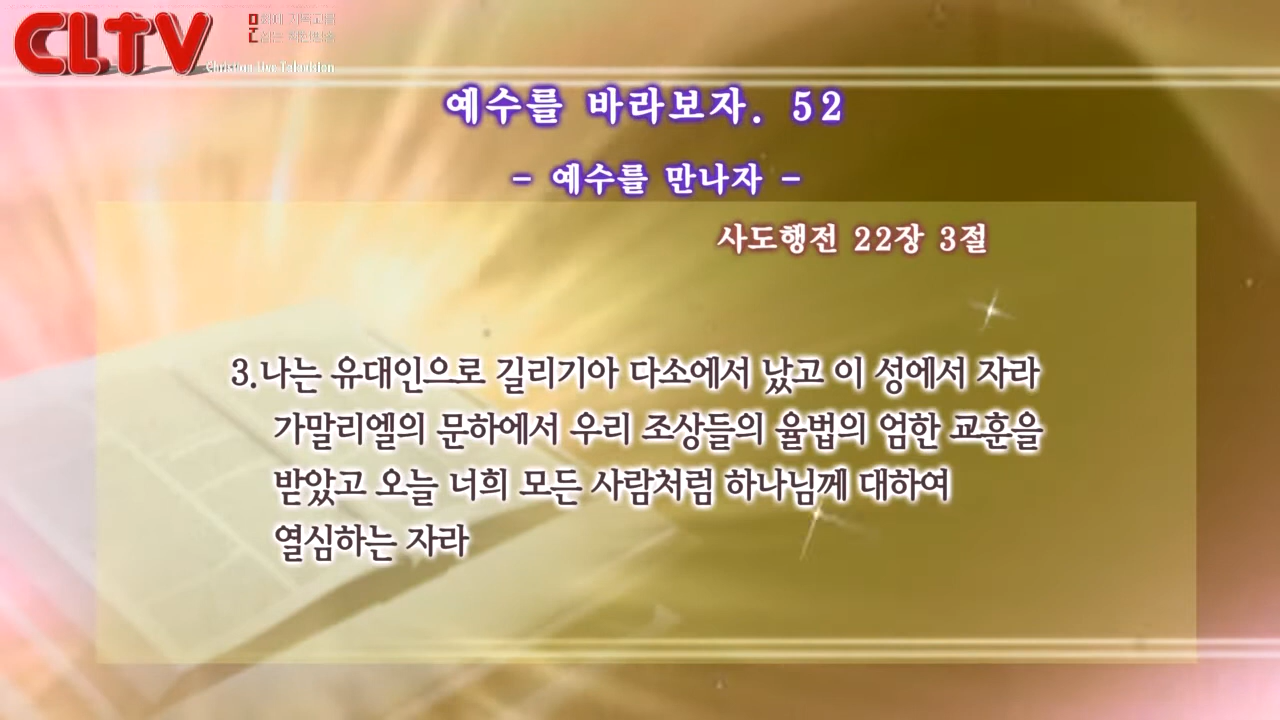 CLTV
Christian Live Television
예수를 바라보자. 52
- 예수를 만나자 -
사도행전 22장 3절
3.나는 유대인으로 길리기아 다소에서 났고 이 성에서 자라
가말리엘의 문하에서 우리 조상들의 율법의 엄한 교훈을
받았고 오늘 너희 모든 사람처럼 하나님께 대하여
열심하는 자라